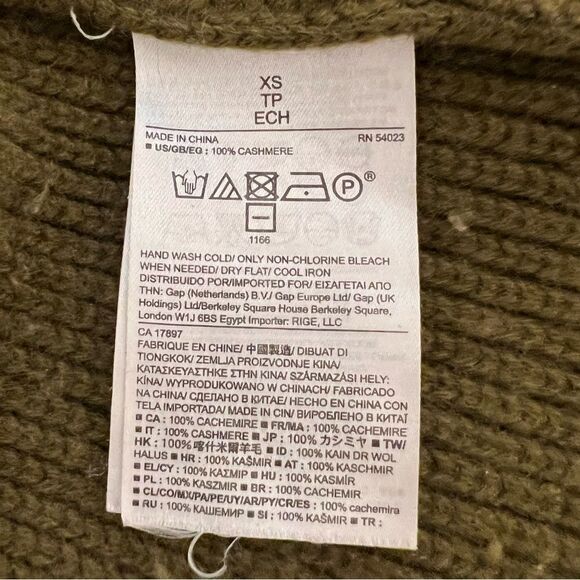 XS
TP
ECH
MADE IN CHINA RN 54023
■ US/GB/EG : 100% CASHMERE
P ®
1166
HAND WASH COLD/ ONLY NON-CHLORINE BLEACH
WHEN NEEDED/ DRY FLAT/ COOL IRON
DISTRIBUTED FOR/IMPORTED FOR/ ΕΙΣΑΓΕΤΑΙ ΑΠΟ
ΤΗΝ: Gap (Netherlands) B.V./ Gap Europe Ltd/ Gap (UK
Holdings) Ltd/Berkeley Square House Berkeley Square,
London W1J 6BS Egypt Importer: RIGE, LLC
CA 17897
FABRIQUE EN CHINE/ 中國製造/ DIBUAT DI
TIONGKOK/ ZEMLJA PROIZVODNJE KINA/
ΚΑΤΑΣΚΕΥΑΣΤΗΚΕ ΣΤΗΝ ΚΙΝΑ/ SZÁRMAZÁSI HELY:
KÍNA/ WYPRODUKOWANO W CHINACH/ FABRICADO
NA CHINA/ СДЕЛАНО В КИТАЕ/ HECHO EN CHINA CON
TELA IMPORTADA/ MADE IN CIN/ ВИРОБЛЕНО В КИТАЇ
■ CA : 100% CACHEMIRE ■ FR/MA : 100% CACHEMIRE
■ IT : 100% CASHMERE ■ JP : 100% カシミヤ ■ TW/
HK : 100% 喀什米爾羊毛 ■ ID : 100% KAIN DR WOL
HALUS ■ HR : 100% KAŠMIR ■ AT : 100% KASCHMIR
■ EL/CY : 100% ΚΑΣΜΙΡ ■ HU : 100% KASMÍR
■ PL : 100% KASZMIR ■ BR : 100% CACHEMIR
■ CL/CO/MX/PA/PE/UY/AR/PY/CR/ES : 100% cachemira
■ RU : 100% КАШЕМИР ■ SI : 100% KAŠMIR ■ TR :